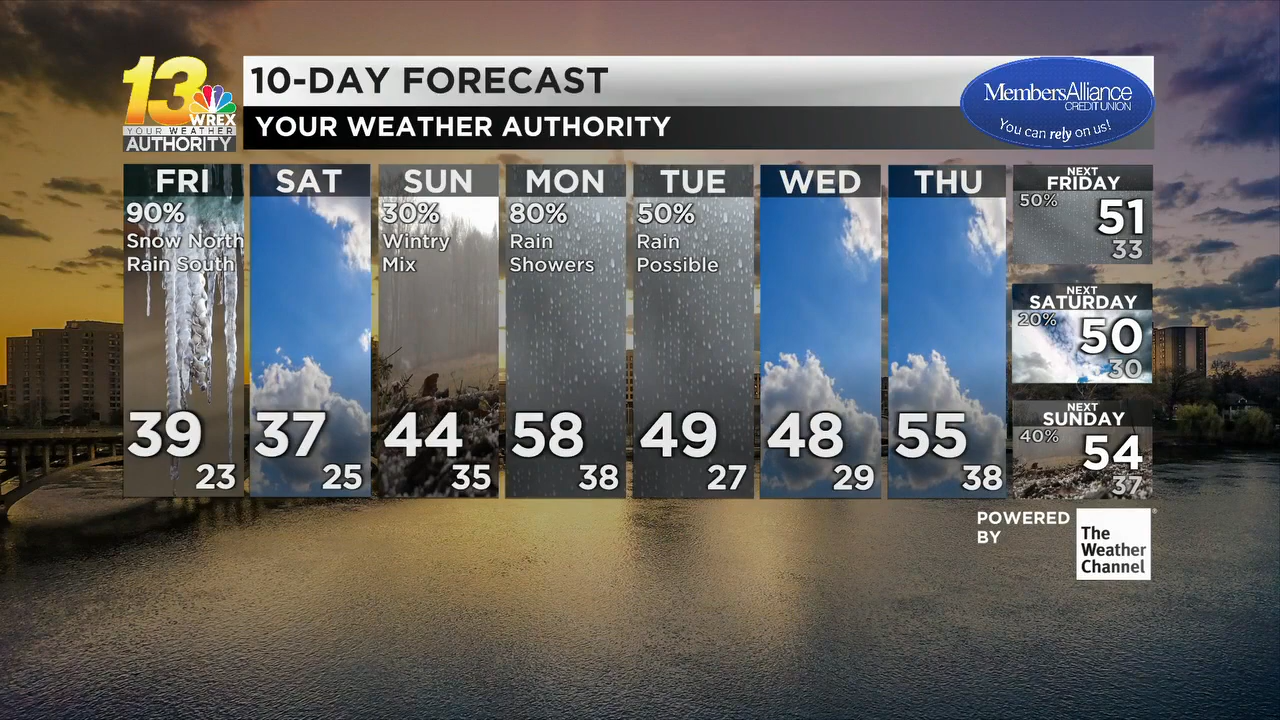 13
WREX
YOUR WEATHER
AUTHORITY
10-DAY FORECAST
YOUR WEATHER AUTHORITY
MembersAlliance
CREDIT UNION
You can rely on us!
FRI
90%
Snow North
Rain South
39
23
SAT
37
25
SUN
30%
Wintry
Mix
44
35
MON
80%
Rain
Showers
58
38
TUE
50%
Rain
Possible
49
27
WED
48
29
THU
55
38
NEXT
FRIDAY
50%
51
33
NEXT
SATURDAY
20%
50
30
NEXT
SUNDAY
40%
54
37
POWERED
BY
The
Weather
Channel
®